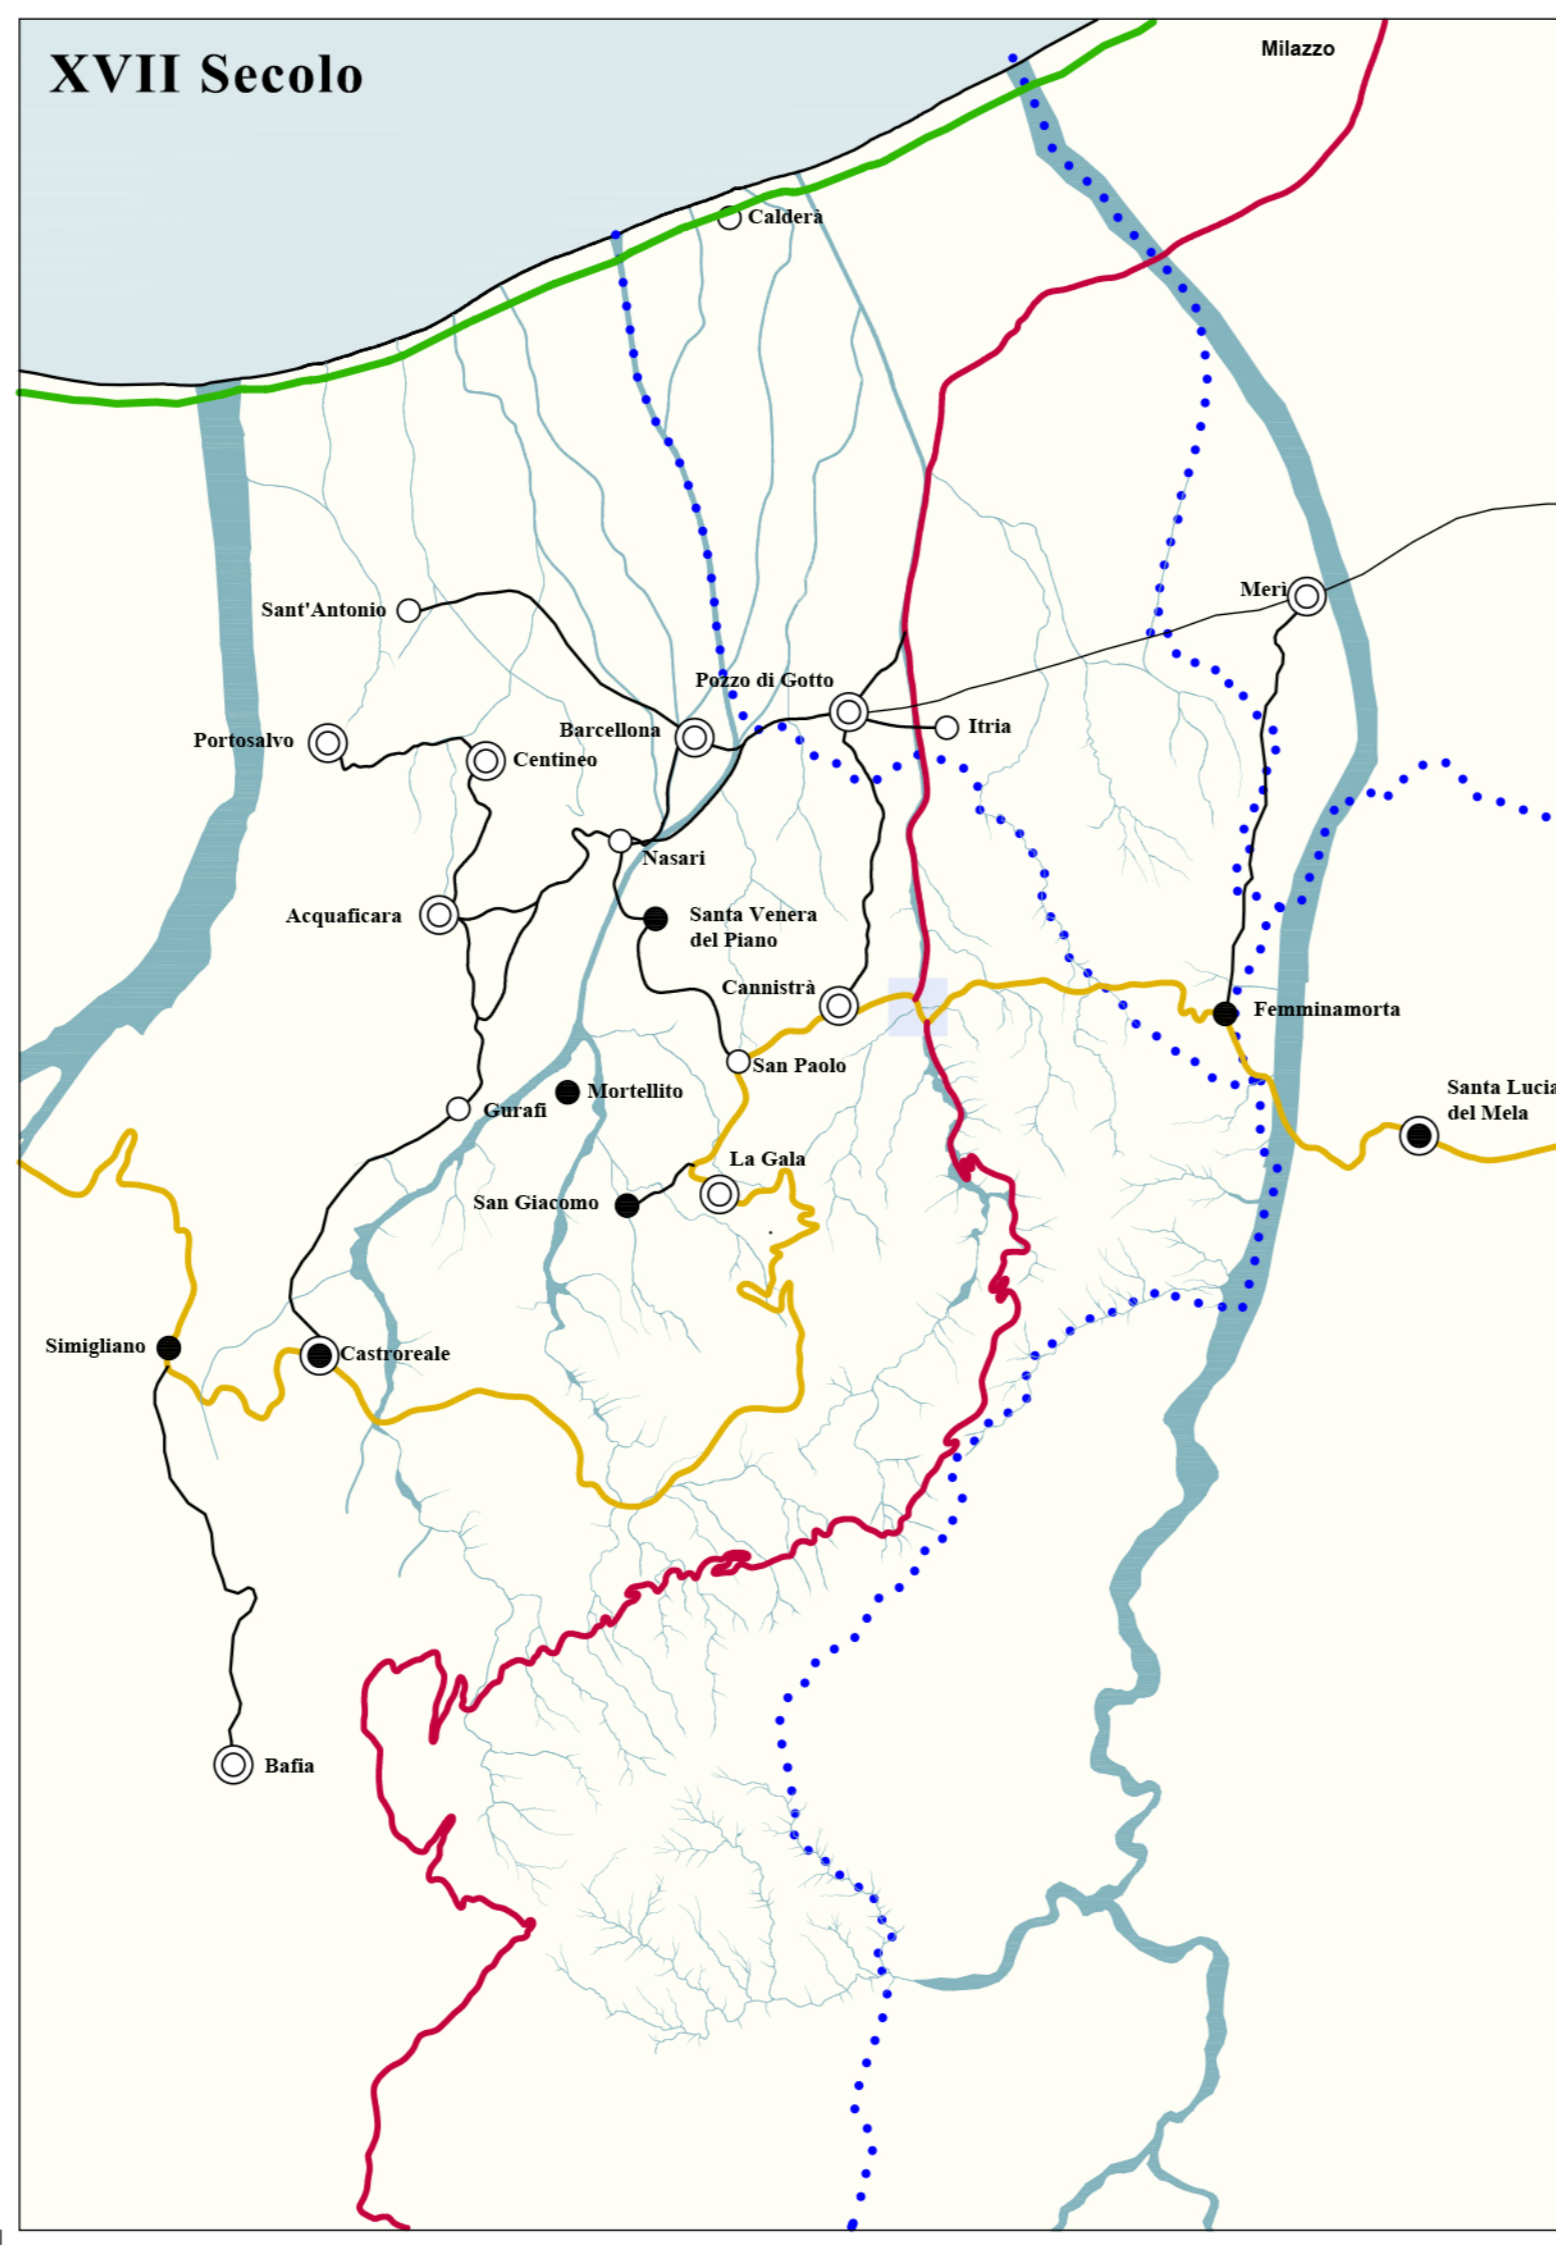 XVII Secolo
Milazzo
Calderà
Merì
Sant'Antonio
Pozzo di Gotto
Itria
Barcellona
Portosalvo
Centineo
Nasari
Acquaficara
Santa Venera
del Piano
Cannistrà
Femminamorta
San Paolo
Santa Lucia
del Mela
Mortellito
Gurafi
La Gala
San Giacomo
Simigliano
Castroreale
Bafia